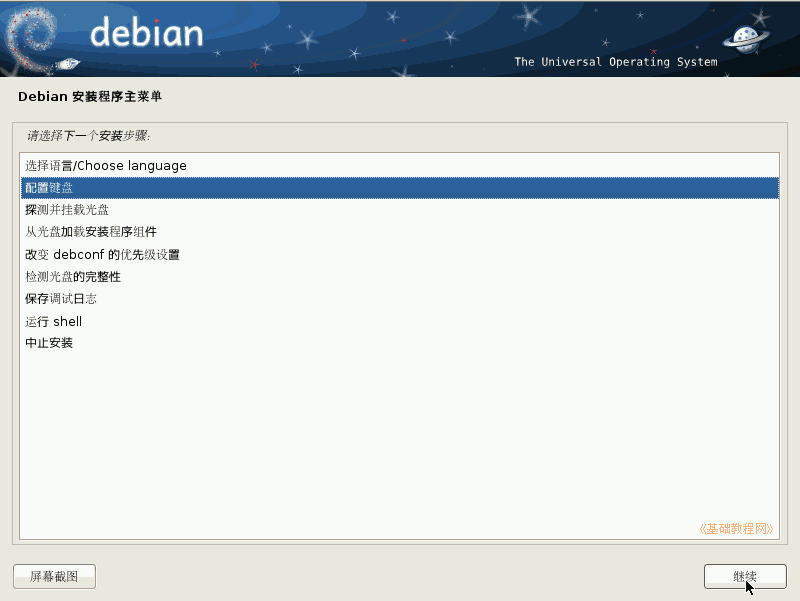 debian
The Universal Operating System
Debian 安装程序主菜单
请选择下一个安装步骤:
选择语言/Choose language
配置键盘
探测并挂载光盘
从光盘加载安装程序组件
改变 debconf 的优先级设置
检测光盘的完整性
保存调试日志
运行 shell
中止安装
《基础教程网》
屏幕截图
继续